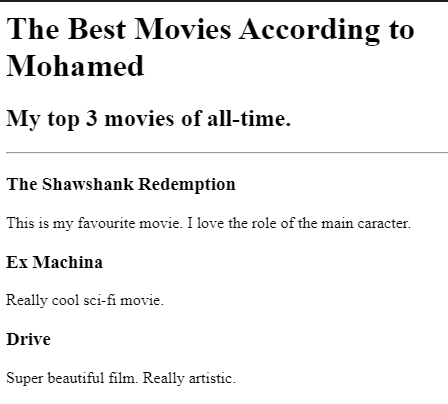 The Best Movies According to
Mohamed
My top 3 movies of all-time.
The Shawshank Redemption
This is my favourite movie. I love the role of the main caracter.
Ex Machina
Really cool sci-fi movie.
Drive
Super beautiful film. Really artistic.